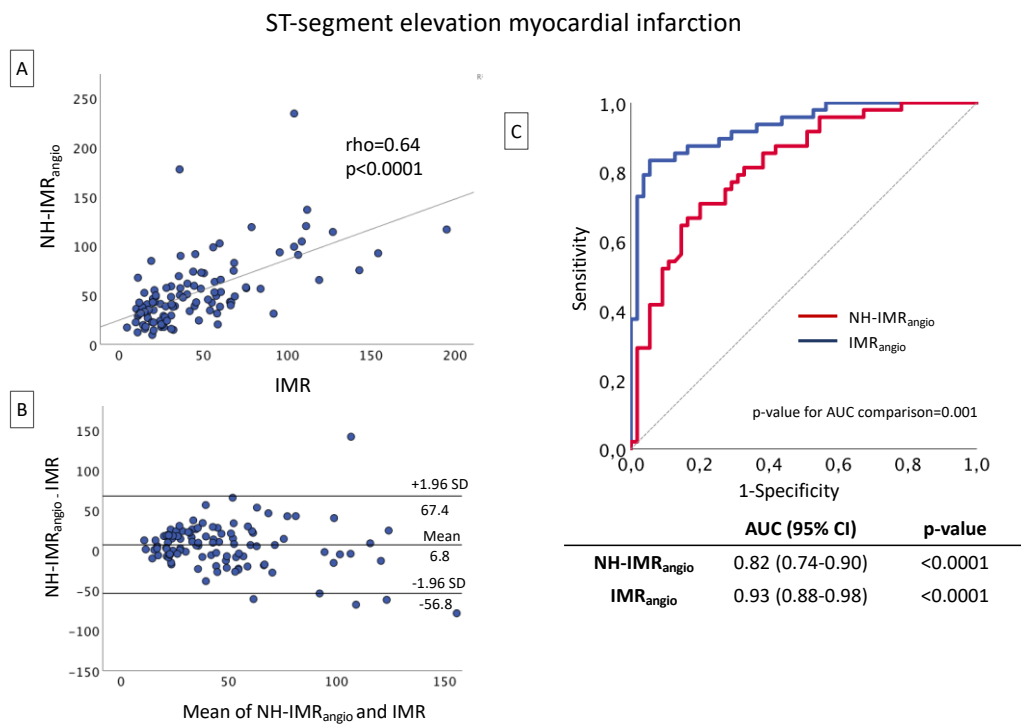 ST-segment elevation myocardial infarction
A
250
200
150
100
50
0
NH-IMRangio
rho=0.64
p<0.0001
0
50
100
150
200
IMR
B
150
100
50
0
−50
−100
−150
NH-IMRangio - IMR
+1.96 SD
67.4
Mean
6.8
-1.96 SD
-56.8
0
50
100
150
Mean of NH-IMRangio and IMR
C
1,0
0,8
0,6
0,4
0,2
0,0
Sensitivity
NH-IMRangio
IMRangio
p-value for AUC comparison=0.001
0,0
0,2
0,4
0,6
0,8
1,0
1-Specificity
AUC (95% CI) p-value
NH-IMRangio 0.82 (0.74-0.90) <0.0001
IMRangio 0.93 (0.88-0.98) <0.0001